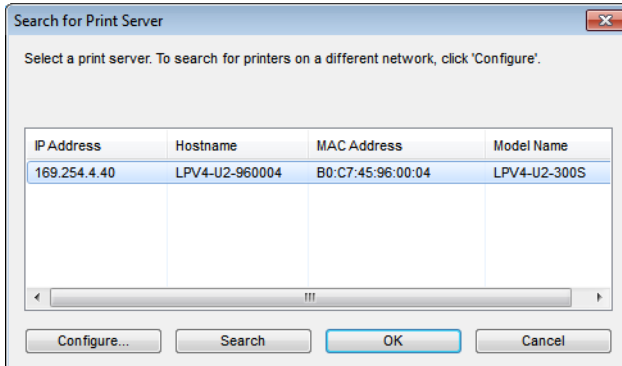 Search for Print Server
Select a print server. To search for printers on a different network, click 'Configure'.
IP Address Hostname MAC Address Model Name
169.254.4.40 LPV4-U2-960004 B0:C7:45:96:00:04 LPV4-U2-300S
Configure... Search OK Cancel